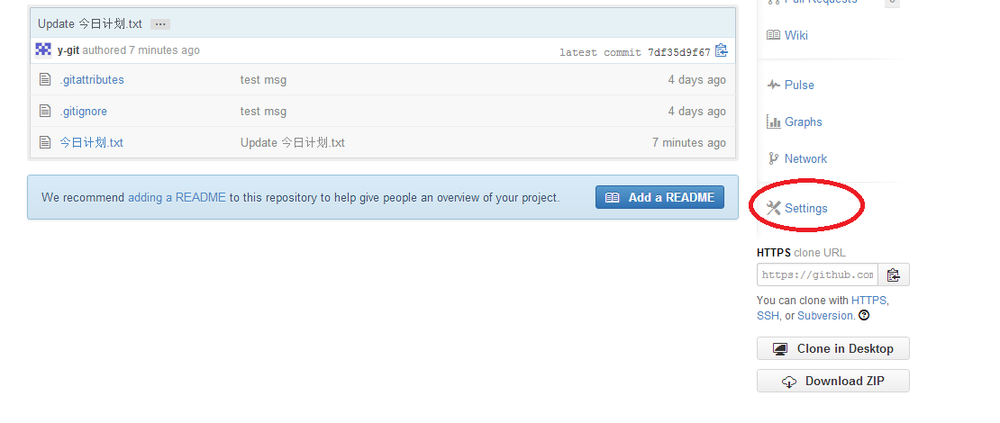 Update 今日计划.txt
y-git authored 7 minutes ago
latest commit 7df35d9f67
.gitattributes test msg 4 days ago
.gitignore test msg 4 days ago
今日计划.txt Update 今日计划.txt 7 minutes ago
We recommend adding a README to this repository to help give people an overview of your project.
Add a README
Wiki
Pulse
Graphs
Network
Settings
HTTPS clone URL
https://github.com
You can clone with HTTPS,
SSH, or Subversion.
Clone in Desktop
Download ZIP